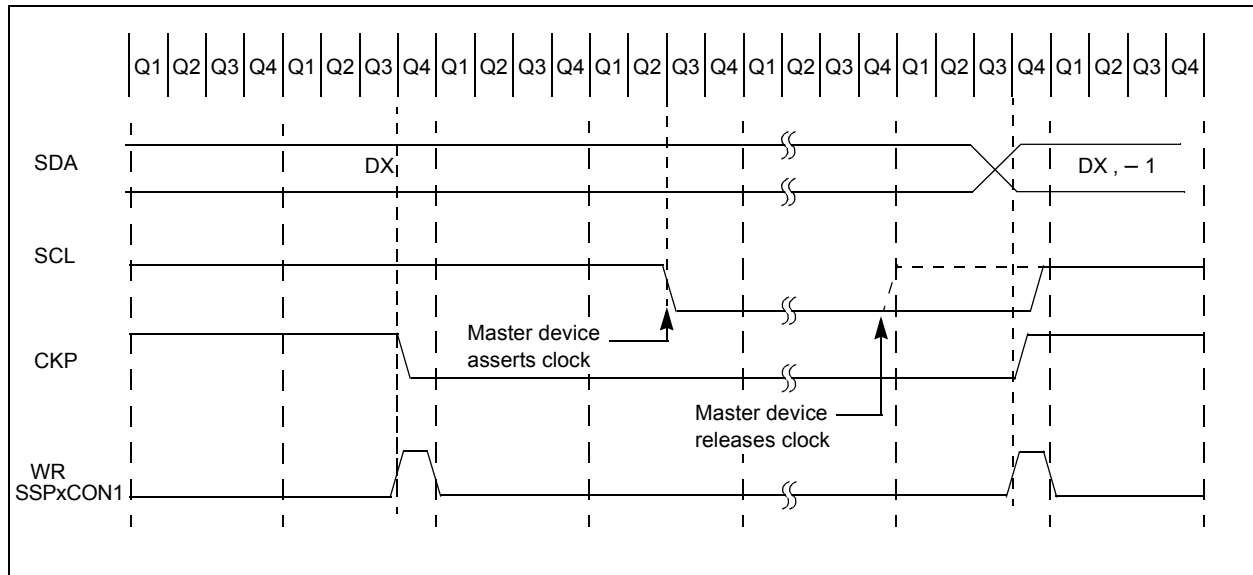 Q1 Q2 Q3 Q4 Q1 Q2 Q3 Q4 Q1 Q2 Q3 Q4 Q1 Q2 Q3 Q4 Q1 Q2 Q3 Q4 Q1 Q2 Q3 Q4 Q1 Q2 Q3 Q4
SDA
DX
DX , – 1
SCL
Master device
asserts clock
CKP
Master device
releases clock
WR
SSPxCON1